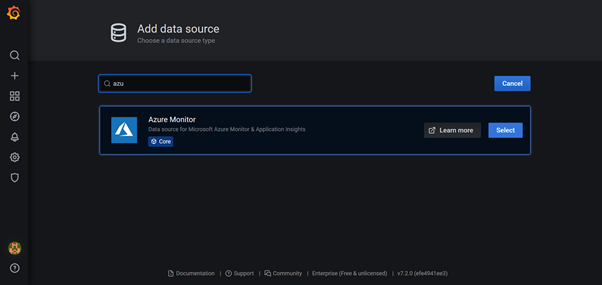 Add data source
Choose a data source type
azu
Cancel
Azure Monitor
Data source for Microsoft Azure Monitor & Application Insights
Core
Learn more
Select
Documentation | Support | Community | Enterprise (Free & unlicensed) | v7.2.0 (efe4941ee3)